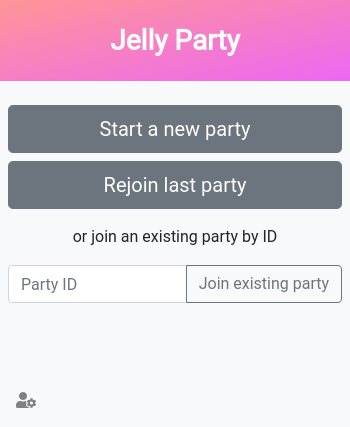 Jelly Party
Start a new party
Rejoin last party
or join an existing party by ID
Party ID
Join existing party